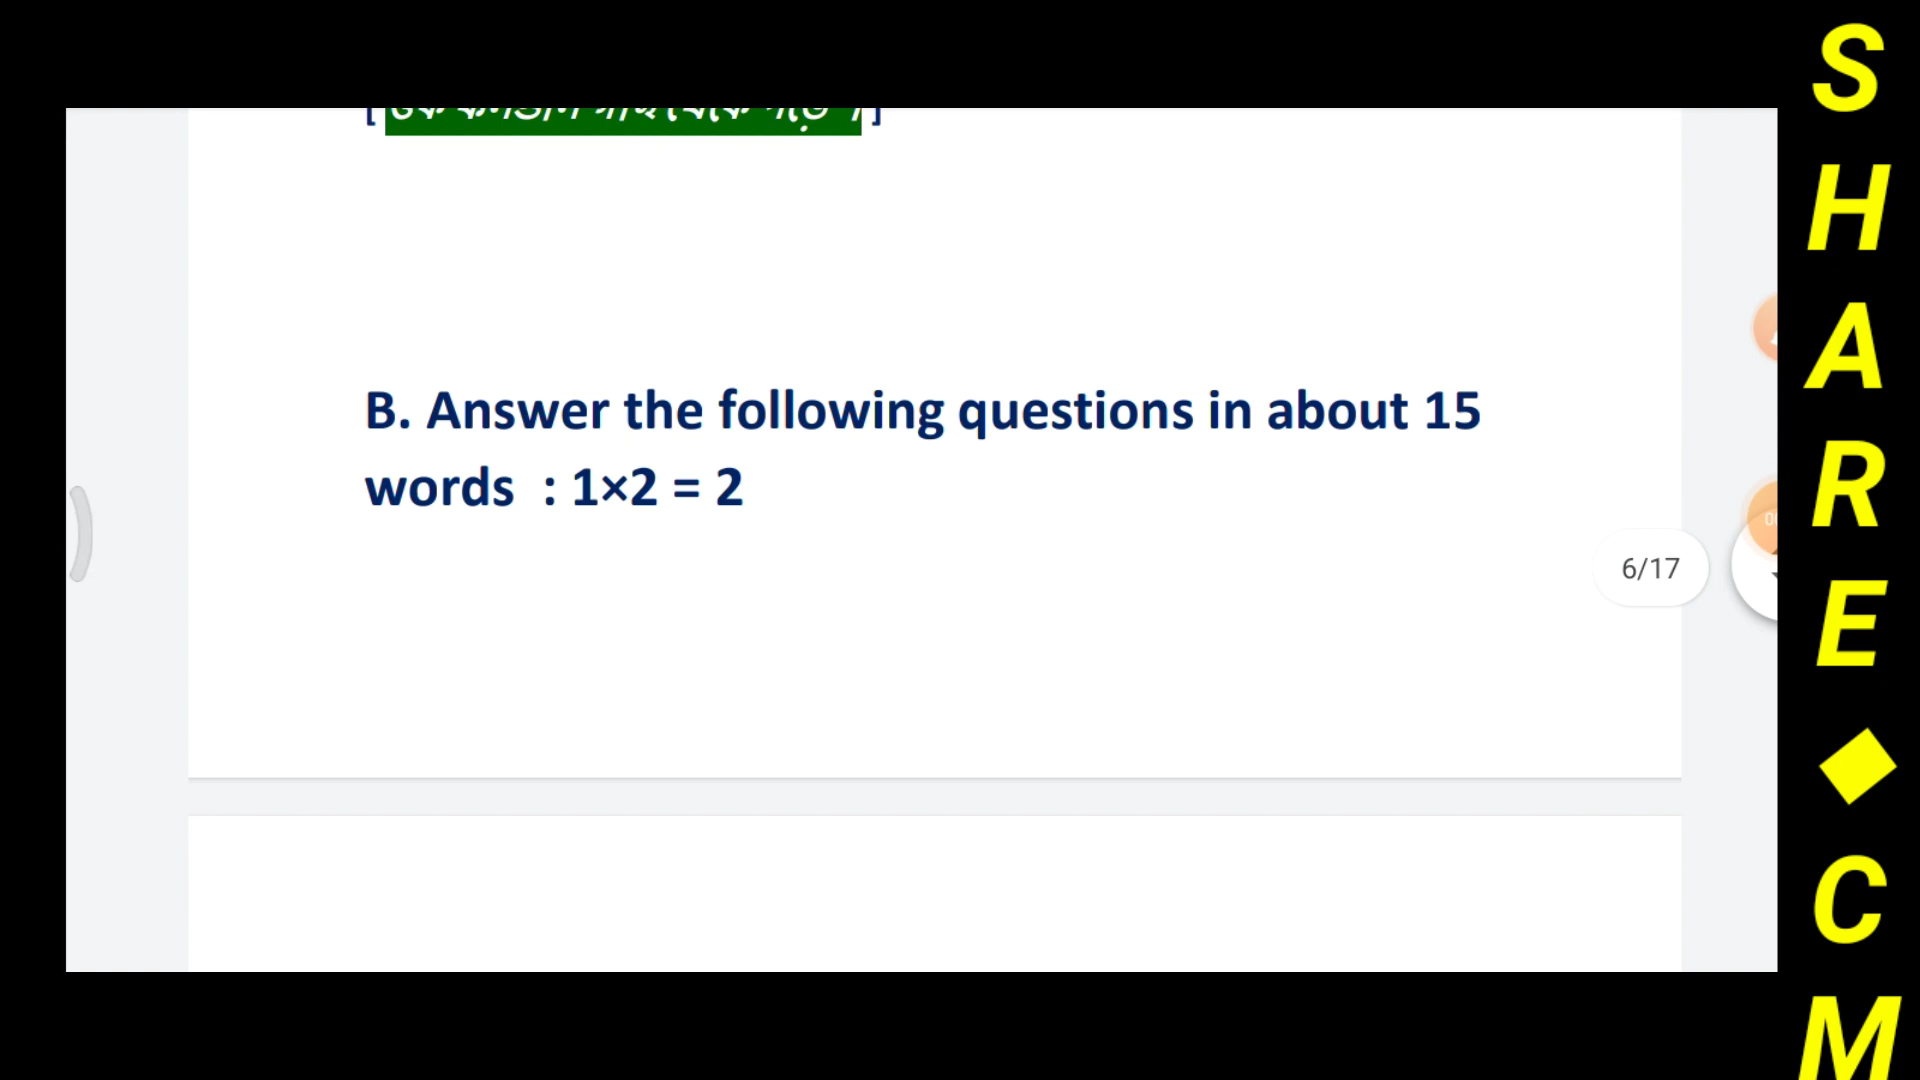 B. Answer the following questions in about 15
words : 1×2 = 2
6/17
S
H
A
R
E
◆
C
M